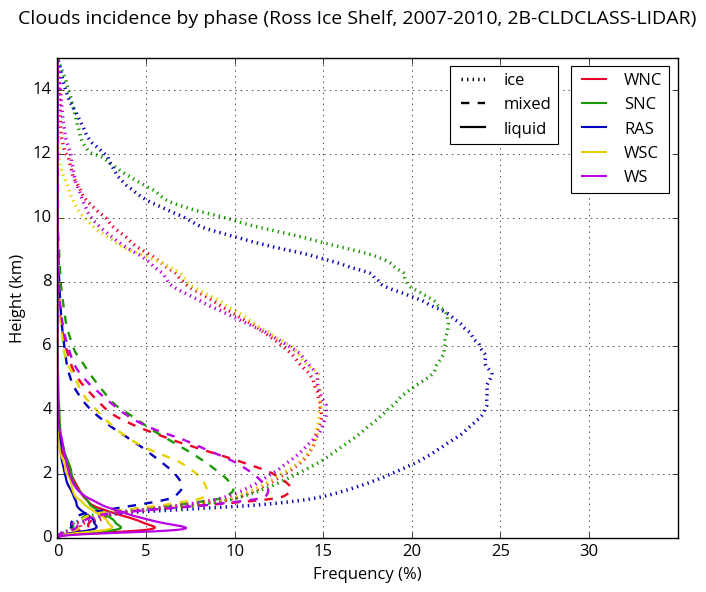 Clouds incidence by phase (Ross Ice Shelf, 2007-2010, 2B-CLDCLASS-LIDAR)
ice
mixed
liquid
WNC
SNC
RAS
WSC
WS
Height (km)
14
12
10
8
6
4
2
0
0 5 10 15 20 25 30
Frequency (%)